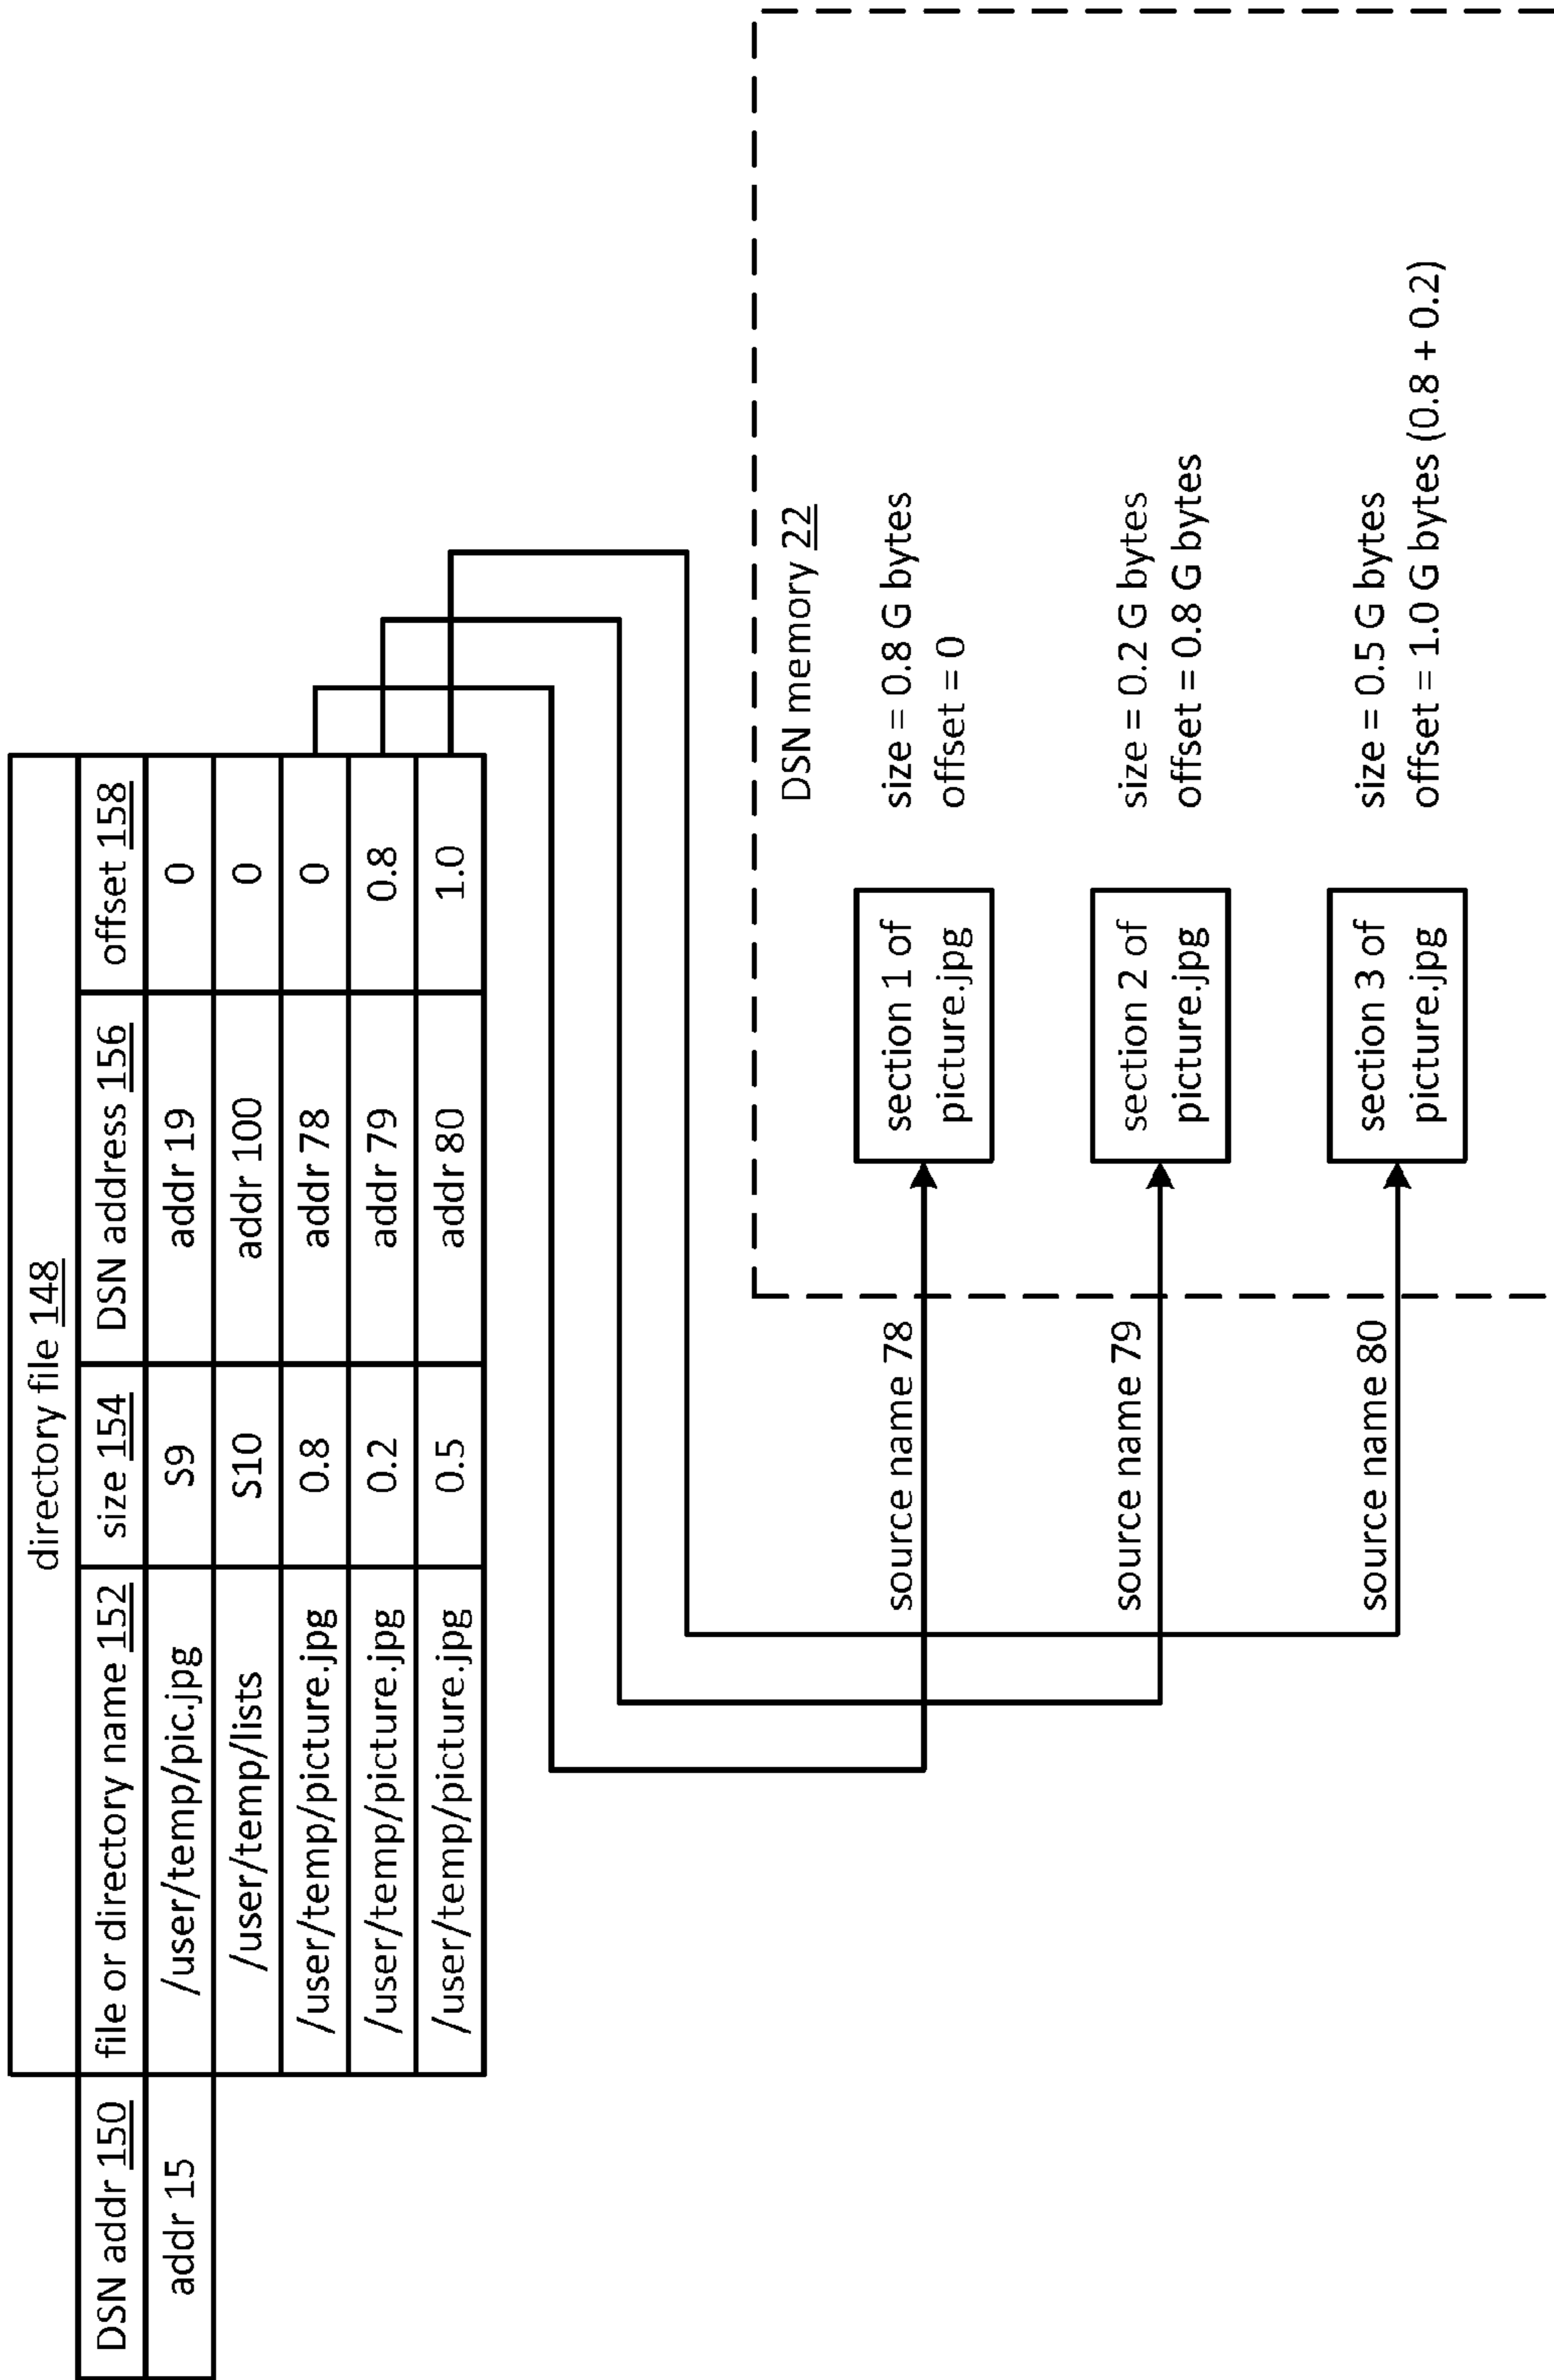 directory file 148
DSN addr 150 file or directory name 152 size 154 DSN address 156 offset 158
addr 15 /user/temp/pic.jpg S9 addr 19 0
/user/temp/lists S10 addr 100 0
/user/temp/picture.jpg 0.8 addr 78 0
/user/temp/picture.jpg 0.2 addr 79 0.8
/user/temp/picture.jpg 0.5 addr 80 1.0
DSN memory 22
source name 78
section 1 of
picture.jpg
size = 0.8 G bytes
offset = 0
source name 79
section 2 of
picture.jpg
size = 0.2 G bytes
offset = 0.8 G bytes
source name 80
section 3 of
picture.jpg
size = 0.5 G bytes
offset = 1.0 G bytes (0.8 + 0.2)